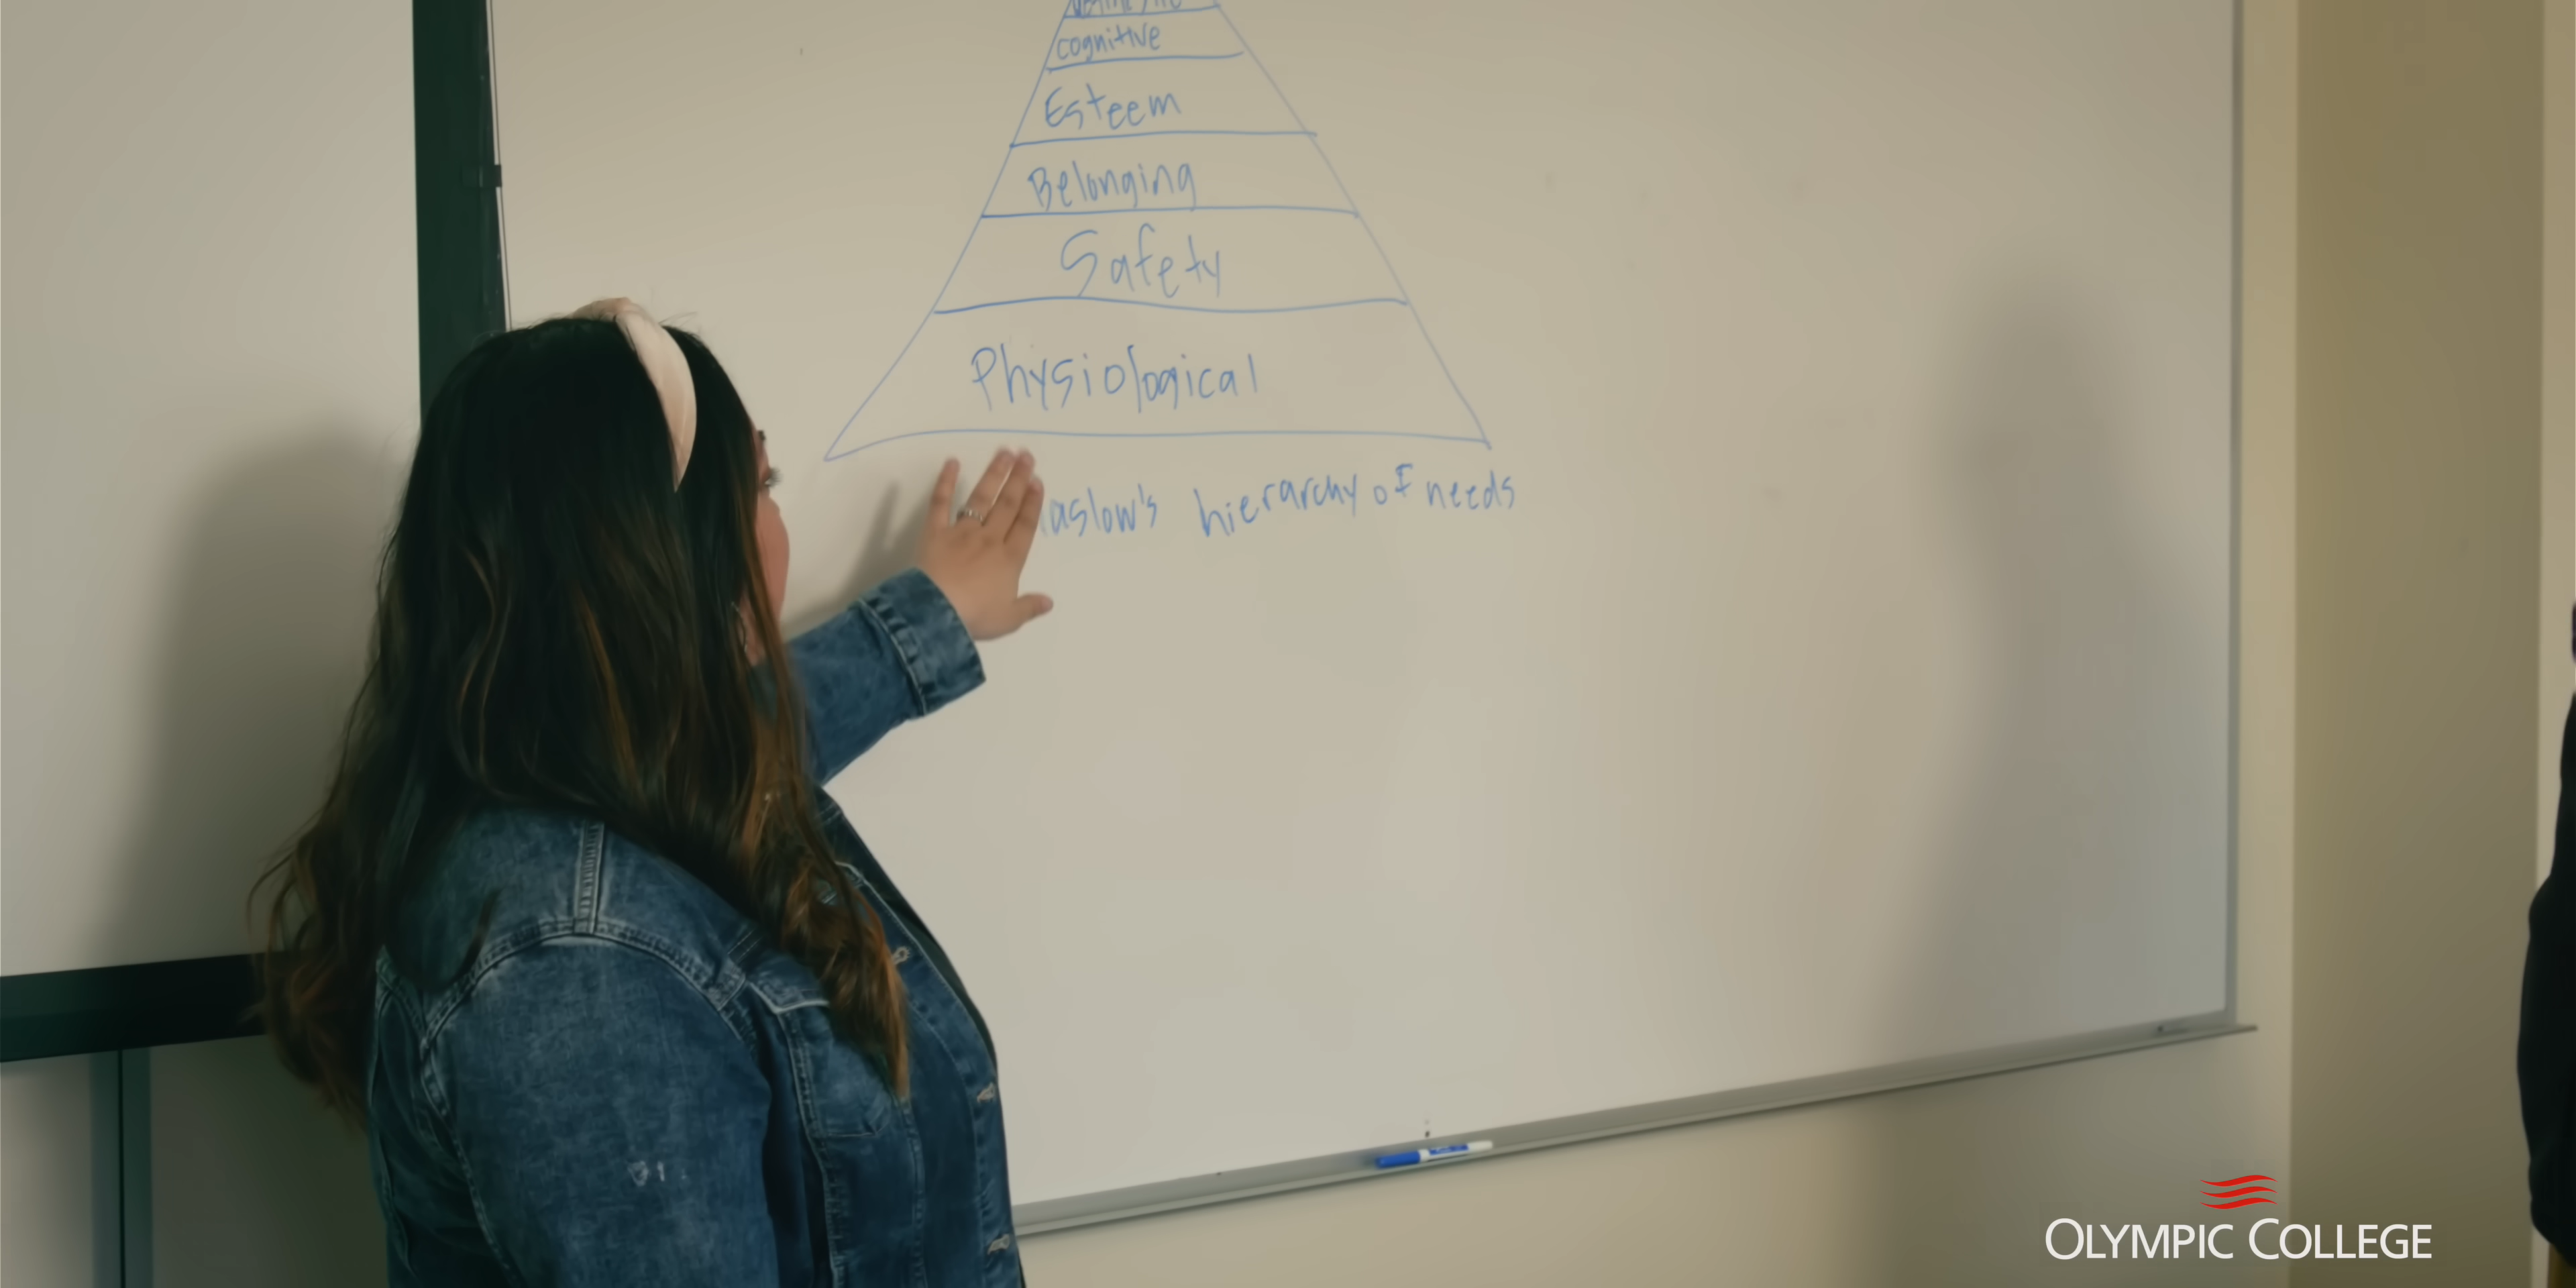 cognitive
Esteem
Belonging
Safety
Physiological
aslow's hierarchy of needs
OLYMPIC COLLEGE